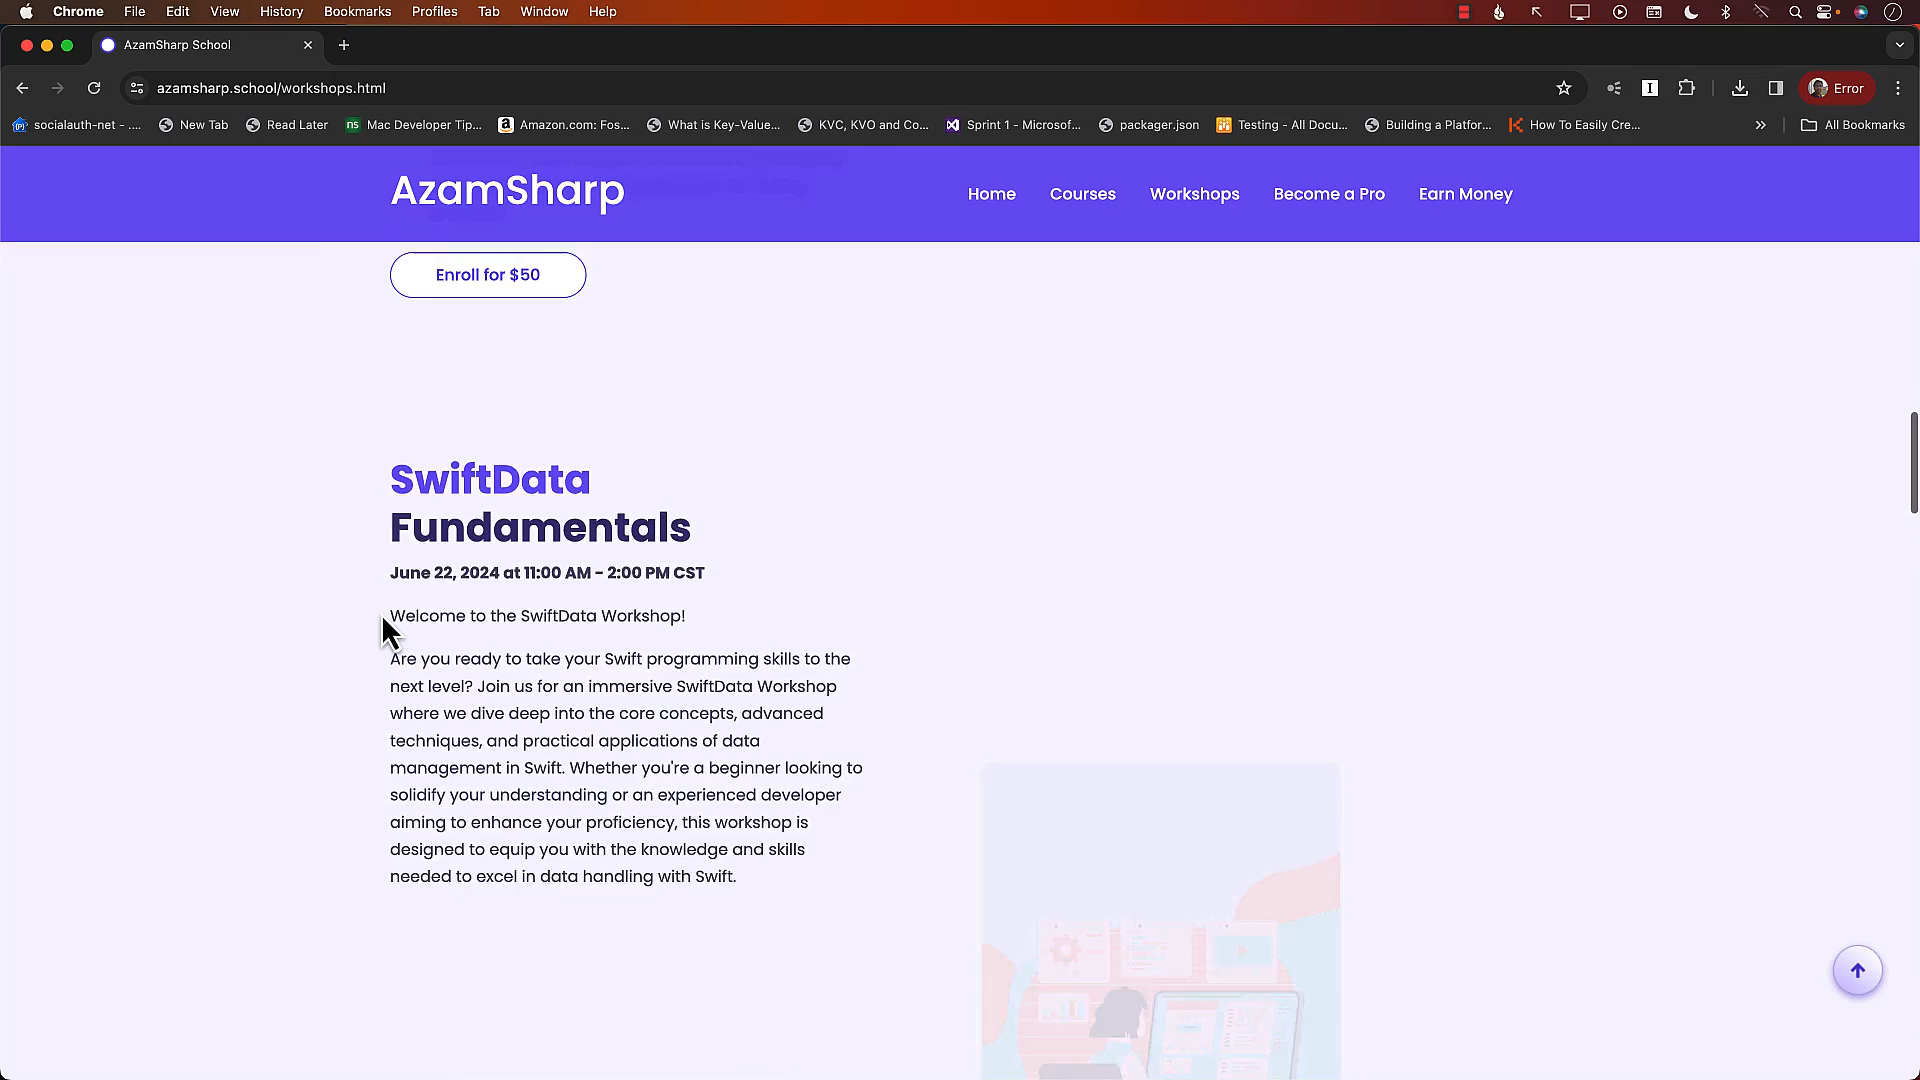 Chrome File Edit View History Bookmarks Profiles Tab Window Help
AzamSharp School
azamsharp.school/workshops.html
Error
socialauth-net - .... New Tab Read Later Mac Developer Tip... Amazon.com: Fos... What is Key-Value... KVC, KVO and Co... Sprint 1 - Microsof... packager.json Testing - All Docu... Building a Platfor... How To Easily Cre... All Bookmarks
AzamSharp
Home Courses Workshops Become a Pro Earn Money
Enroll for $50
SwiftData
Fundamentals
June 22, 2024 at 11:00 AM - 2:00 PM CST
Welcome to the SwiftData Workshop!
Are you ready to take your Swift programming skills to the
next level? Join us for an immersive SwiftData Workshop
where we dive deep into the core concepts, advanced
techniques, and practical applications of data
management in Swift. Whether you're a beginner looking to
solidify your understanding or an experienced developer
aiming to enhance your proficiency, this workshop is
designed to equip you with the knowledge and skills
needed to excel in data handling with Swift.